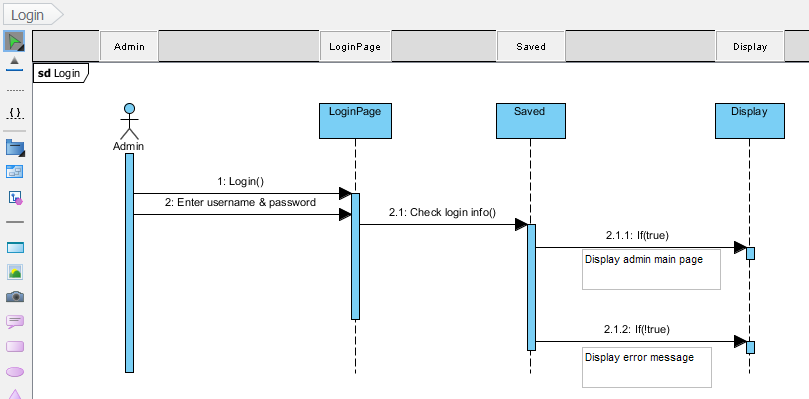 Login
Admin
LoginPage
Saved
Display
sd Login
LoginPage
Saved
Display
Admin
1: Login()
2: Enter username & password
2.1: Check login info()
2.1.1: If(true)
Display admin main page
2.1.2: If(!true)
Display error message